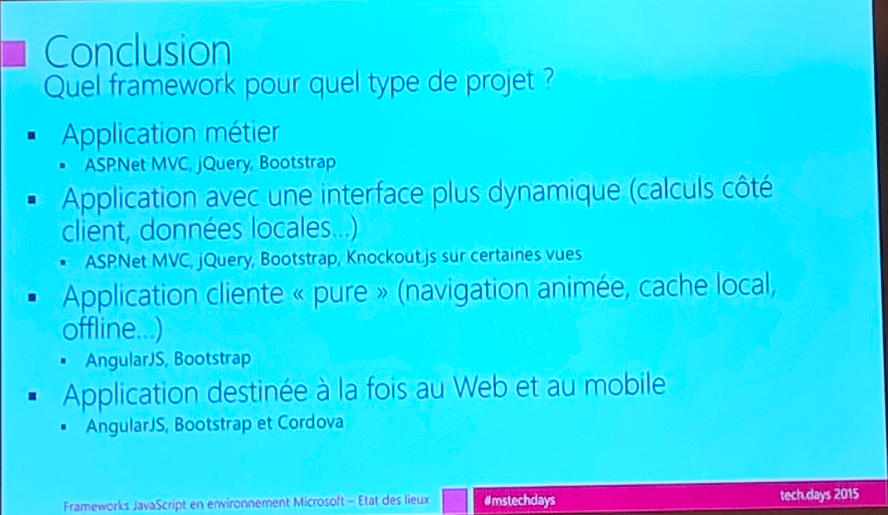 Conclusion
Quel framework pour quel type de projet ?
▪ Application métier
▪ ASP.Net MVC, jQuery, Bootstrap
▪ Application avec une interface plus dynamique (calculs côté
client, données locales...)
▪ ASP.Net MVC, jQuery, Bootstrap, Knockout.js sur certaines vues
▪ Application cliente « pure » (navigation animée, cache local,
offline...)
▪ AngularJS, Bootstrap
▪ Application destinée à la fois au Web et au mobile
▪ AngularJS, Bootstrap et Cordova
Frameworks JavaScript en environnement Microsoft – Etat des lieux
#mstechdays
tech.days 2015